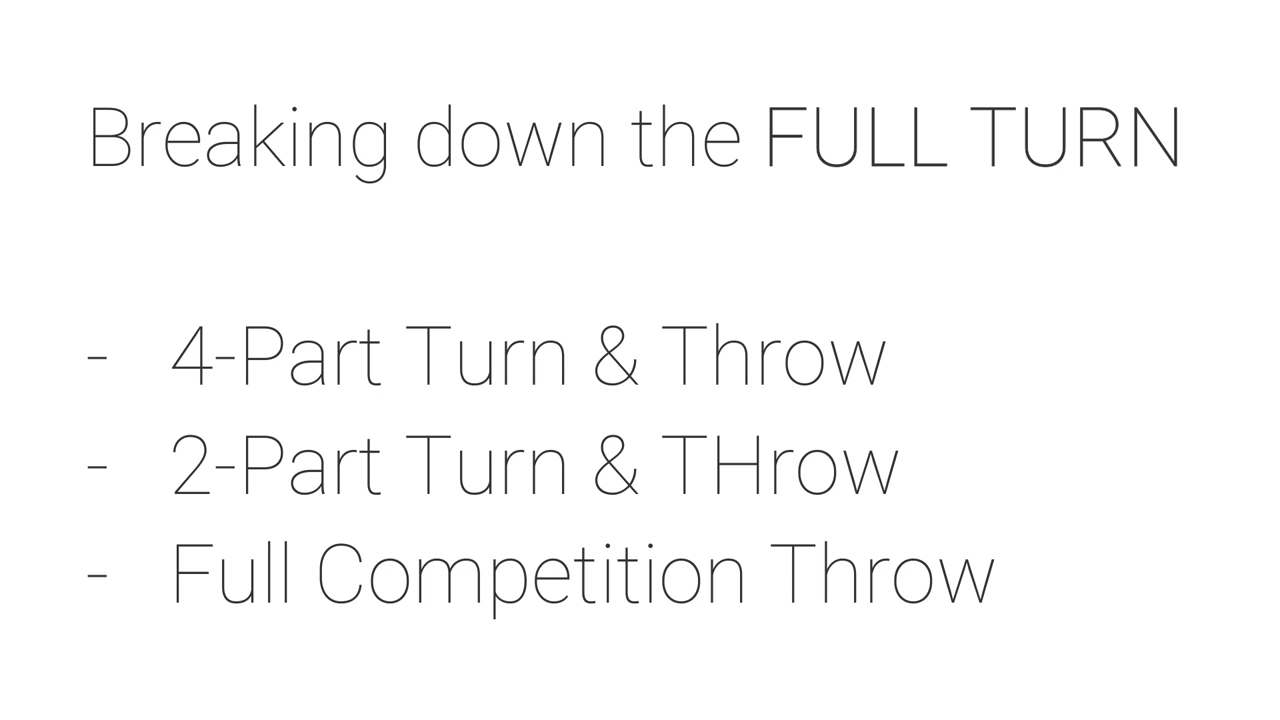 Breaking down the FULL TURN
- 4-Part Turn & Throw
- 2-Part Turn & THrow
- Full Competition Throw